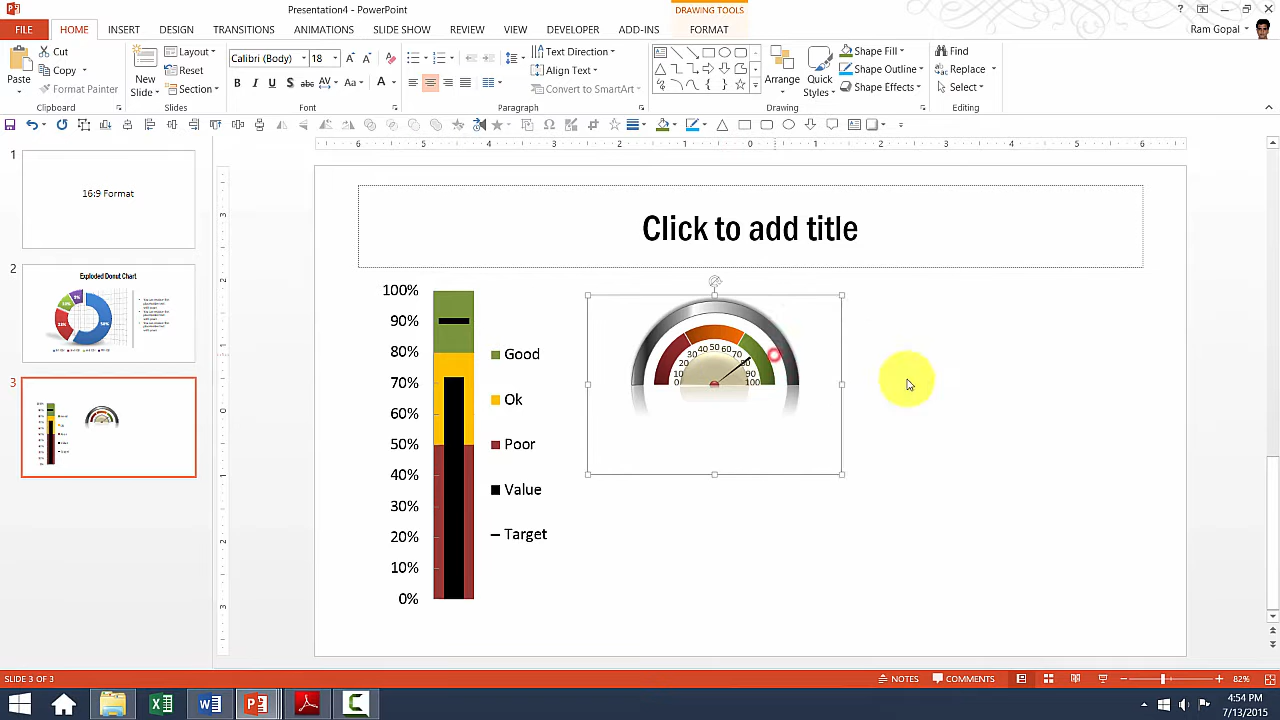 Presentation4 - PowerPoint
DRAWING TOOLS
FILE HOME INSERT DESIGN TRANSITIONS ANIMATIONS SLIDE SHOW REVIEW VIEW DEVELOPER ADD-INS FORMAT
Ram Gopal
Paste
Cut
Copy
Format Painter
Clipboard
New Slide
Layout
Reset
Section
Slides
Calibri (Body) 18
Font
Text Direction
Align Text
Convert to SmartArt
Paragraph
Arrange
Quick Styles
Shape Fill
Shape Outline
Shape Effects
Drawing
Find
Replace
Select
Editing
1
16:9 Format
2
Exploded Donut Chart
3
Click to add title
100%
90%
80%
70%
60%
50%
40%
30%
20%
10%
0%
Good
Ok
Poor
Value
Target
0 10 20 30 40 50 60 70 80 90 100
SLIDE 3 OF 3
NOTES
COMMENTS
82%
4:54 PM
7/13/2015